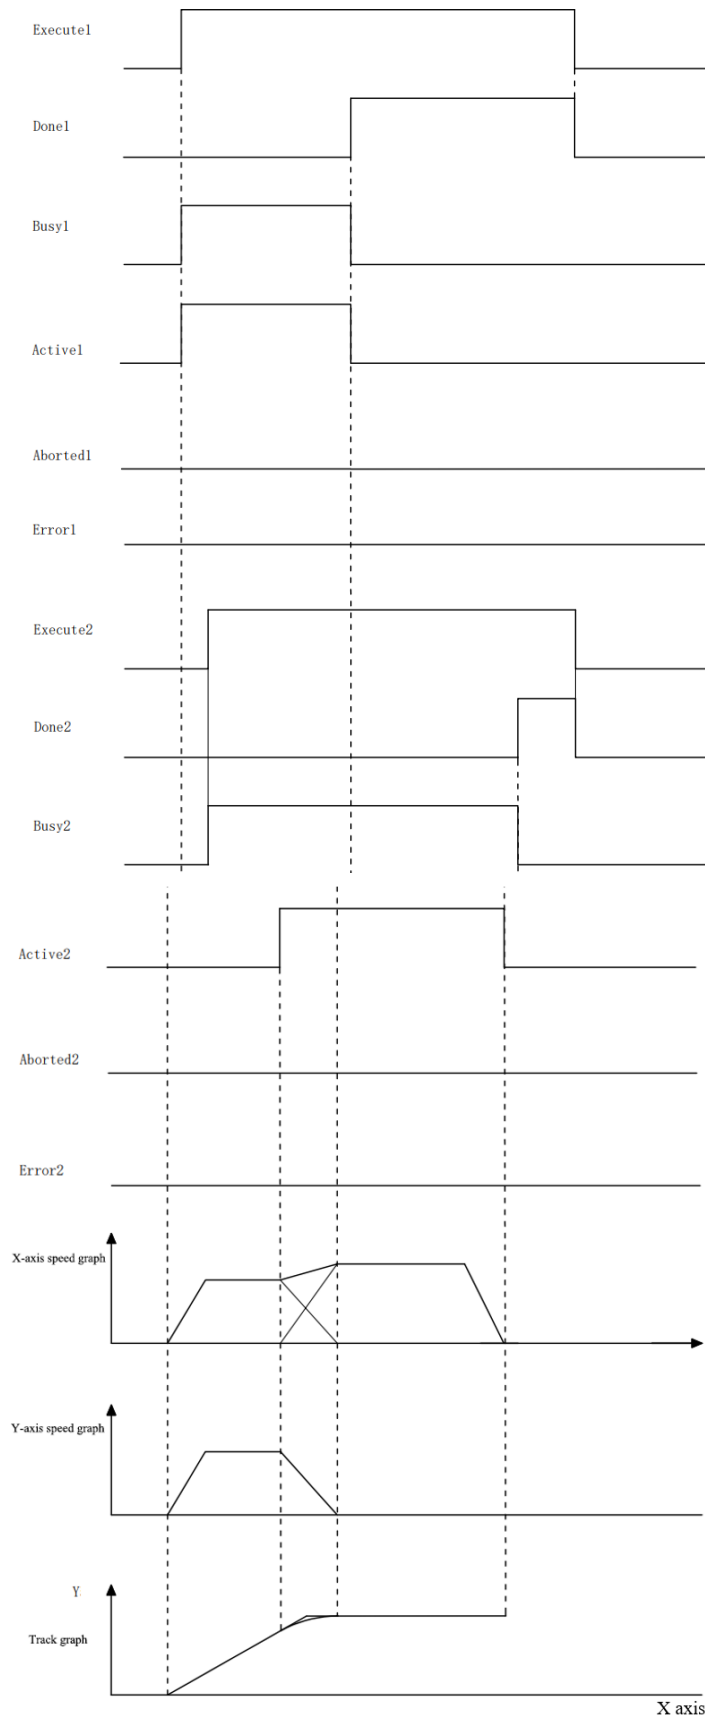 Execute1
Done1
Busy1
Active1
Aborted1
Error1
Execute2
Done2
Busy2
Active2
Aborted2
Error2
X-axis speed graph
Y-axis speed graph
Y
Track graph
X axis